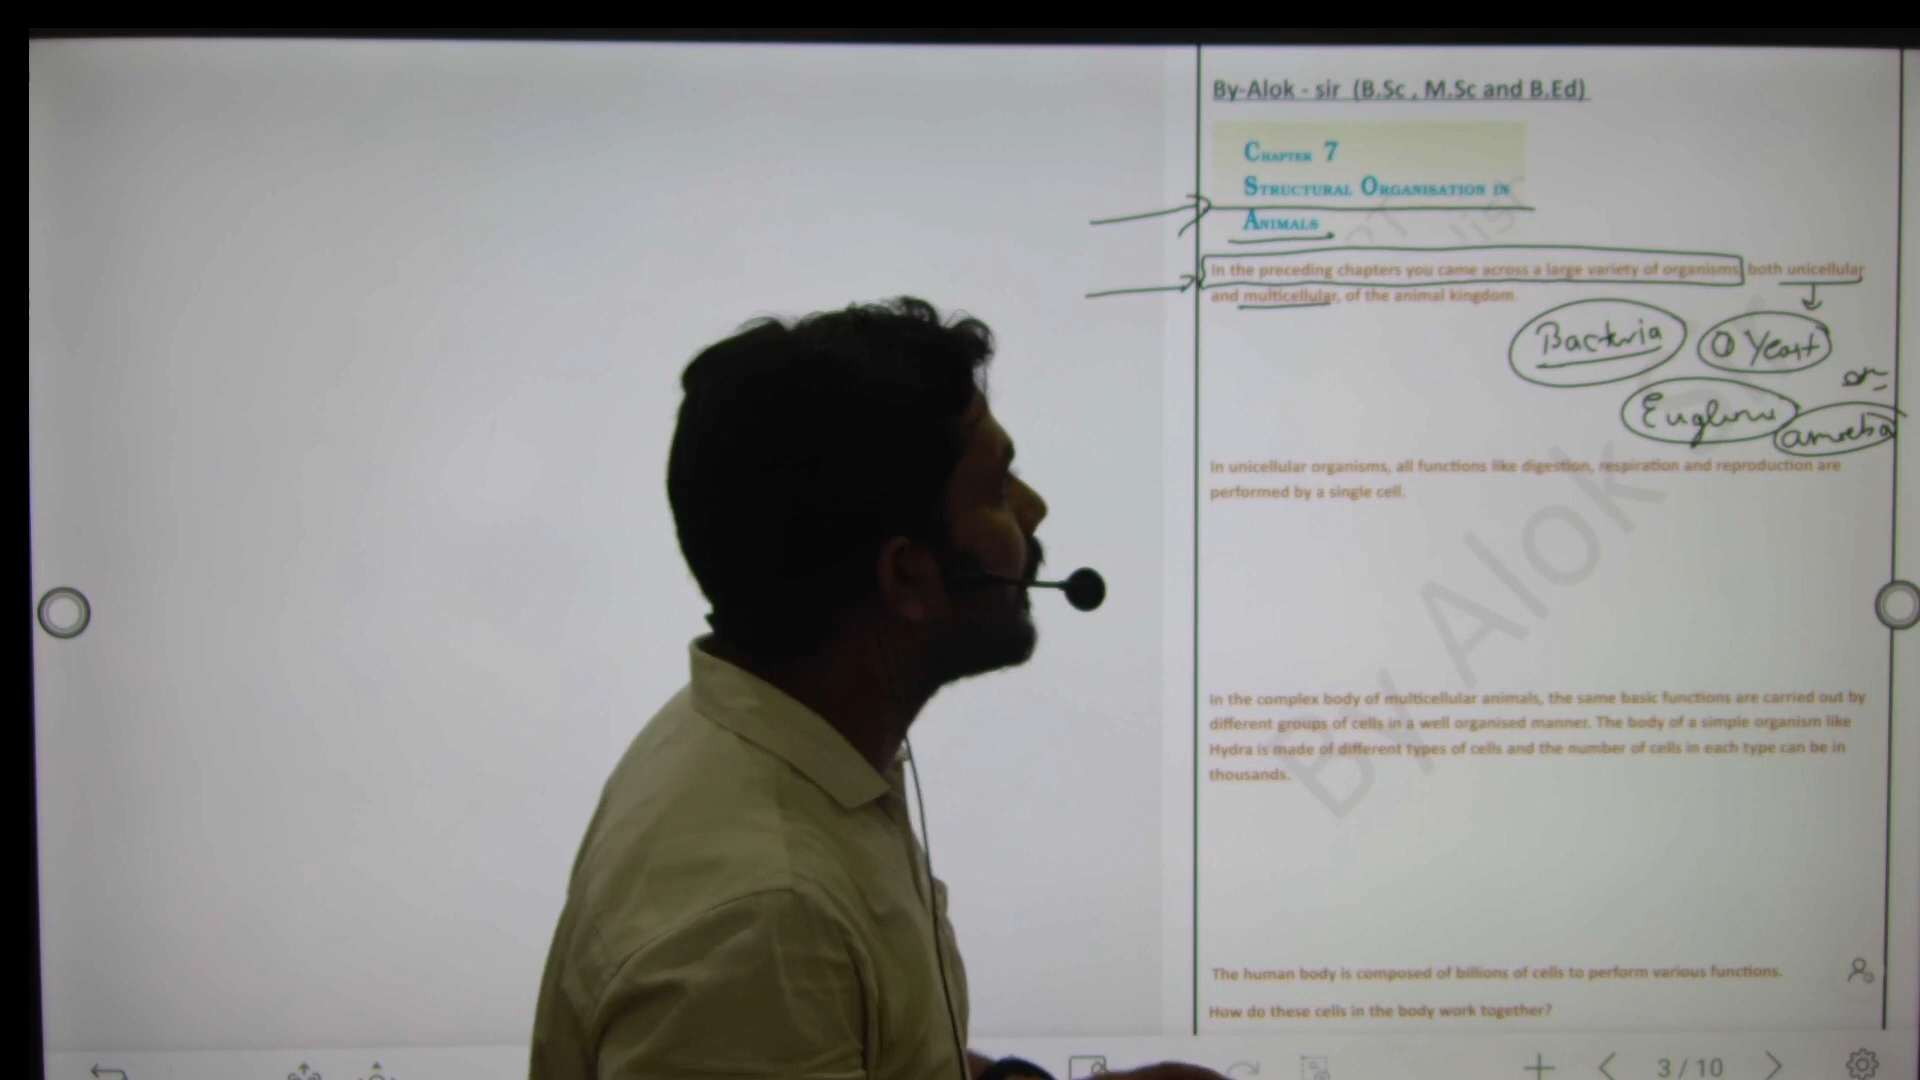 By-Alok - sir (B.Sc , M.Sc and B.Ed)
CHAPTER 7
STRUCTURAL ORGANISATION IN
ANIMALS
In the preceding chapters you came across a large variety of organisms, both unicellular
and multicellular, of the animal kingdom.
Bacteria
① Yeast
or
Euglena
amoeba
In unicellular organisms, all functions like digestion, respiration and reproduction are
performed by a single cell.
In the complex body of multicellular animals, the same basic functions are carried out by
different groups of cells in a well organised manner. The body of a simple organism like
Hydra is made of different types of cells and the number of cells in each type can be in
thousands.
The human body is composed of billions of cells to perform various functions.
How do these cells in the body work together?
By Alok
3 / 10